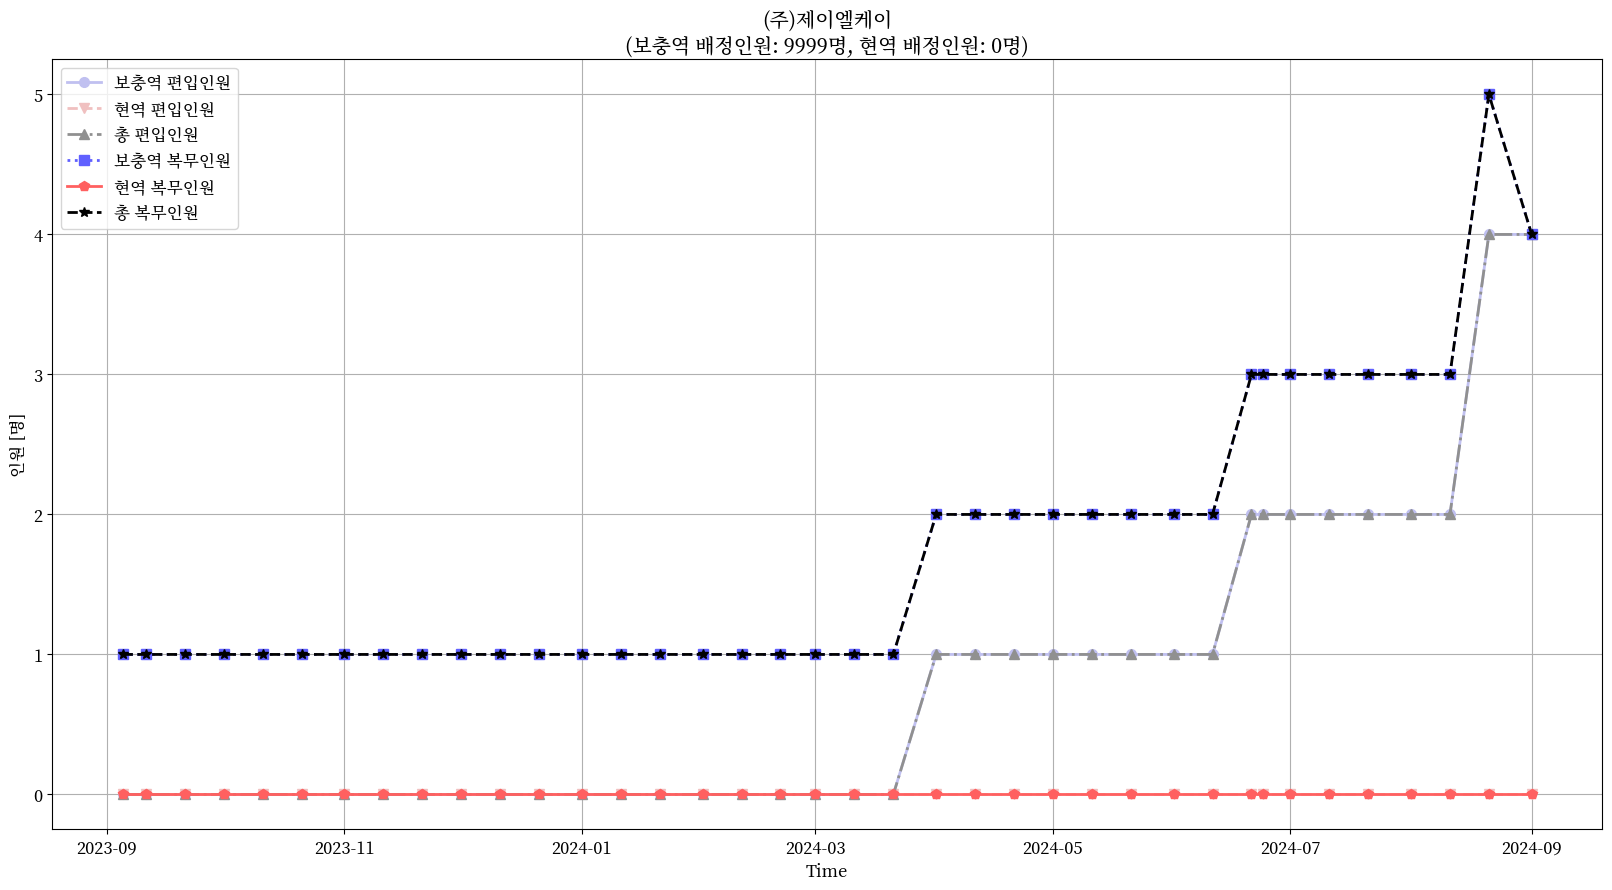 (주)제이엘케이
(보충역 배정인원: 9999명, 현역 배정인원: 0명)
보충역 편입인원
현역 편입인원
총 편입인원
보충역 복무인원
현역 복무인원
총 복무인원
5
4
3
2
1
0
인원 [명]
2023-09
2023-11
2024-01
2024-03
2024-05
2024-07
2024-09
Time